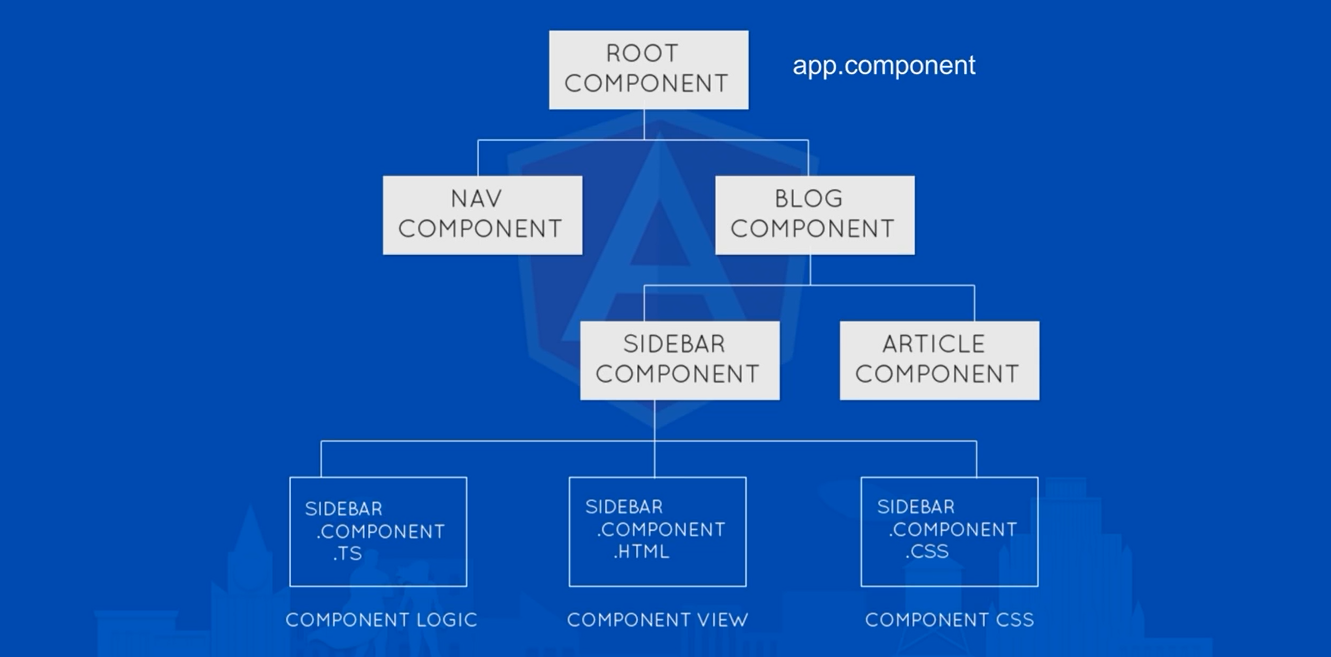 ROOT
COMPONENT
app.component
NAV
COMPONENT
BLOG
COMPONENT
SIDEBAR
COMPONENT
ARTICLE
COMPONENT
SIDEBAR
.COMPONENT
.TS
SIDEBAR
.COMPONENT
.HTML
SIDEBAR
.COMPONENT
.CSS
COMPONENT LOGIC
COMPONENT VIEW
COMPONENT CSS